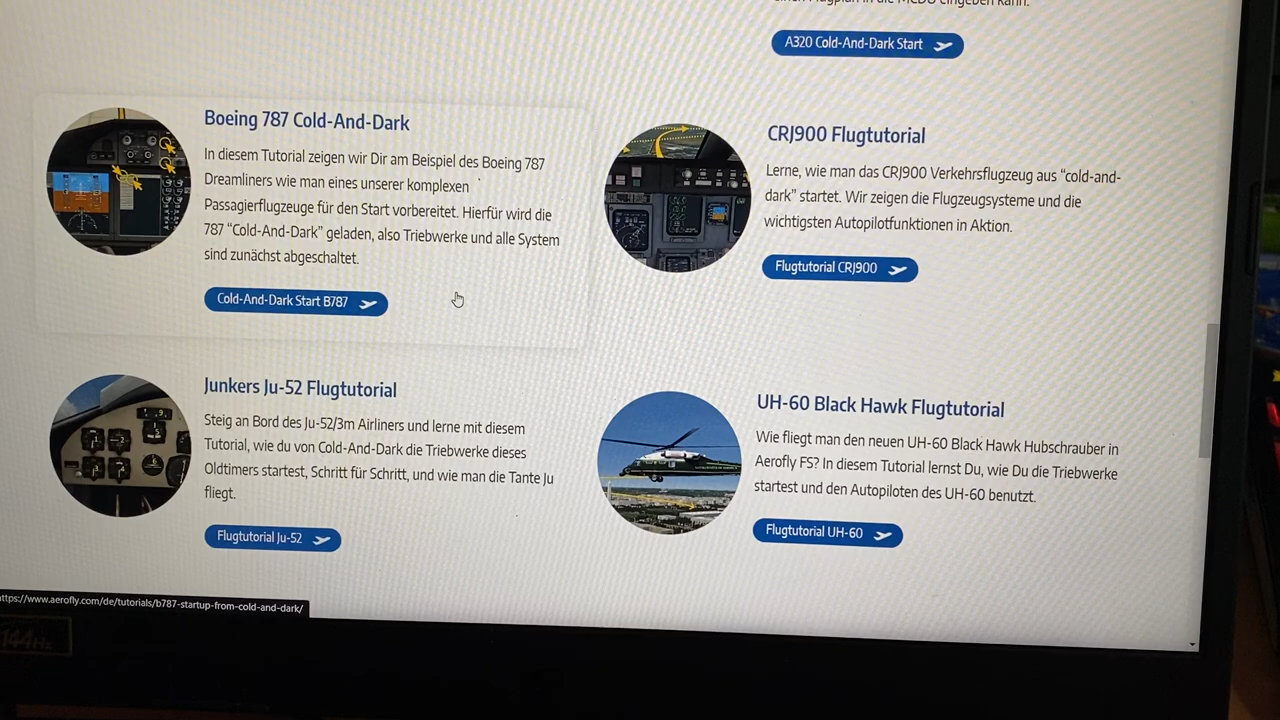 einen Flugplan in die MCDU eingeben kann.
A320 Cold-And-Dark Start
Boeing 787 Cold-And-Dark
In diesem Tutorial zeigen wir Dir am Beispiel des Boeing 787
Dreamliners wie man eines unserer komplexen
Passagierflugzeuge für den Start vorbereitet. Hierfür wird die
787 “Cold-And-Dark” geladen, also Triebwerke und alle System
sind zunächst abgeschaltet.
Cold-And-Dark Start B787
CRJ900 Flugtutorial
Lerne, wie man das CRJ900 Verkehrsflugzeug aus “cold-and-
dark” startet. Wir zeigen die Flugzeugsysteme und die
wichtigsten Autopilotfunktionen in Aktion.
Flugtutorial CRJ900
Junkers Ju-52 Flugtutorial
Steig an Bord des Ju-52/3m Airliners und lerne mit diesem
Tutorial, wie du von Cold-And-Dark die Triebwerke dieses
Oldtimers startest, Schritt für Schritt, und wie man die Tante Ju
fliegt.
Flugtutorial Ju-52
UH-60 Black Hawk Flugtutorial
Wie fliegt man den neuen UH-60 Black Hawk Hubschrauber in
Aerofly FS? In diesem Tutorial lernst Du, wie Du die Triebwerke
startest und den Autopiloten des UH-60 benutzt.
Flugtutorial UH-60
https://www.aerofly.com/de/tutorials/b787-startup-from-cold-and-dark/
144Hz